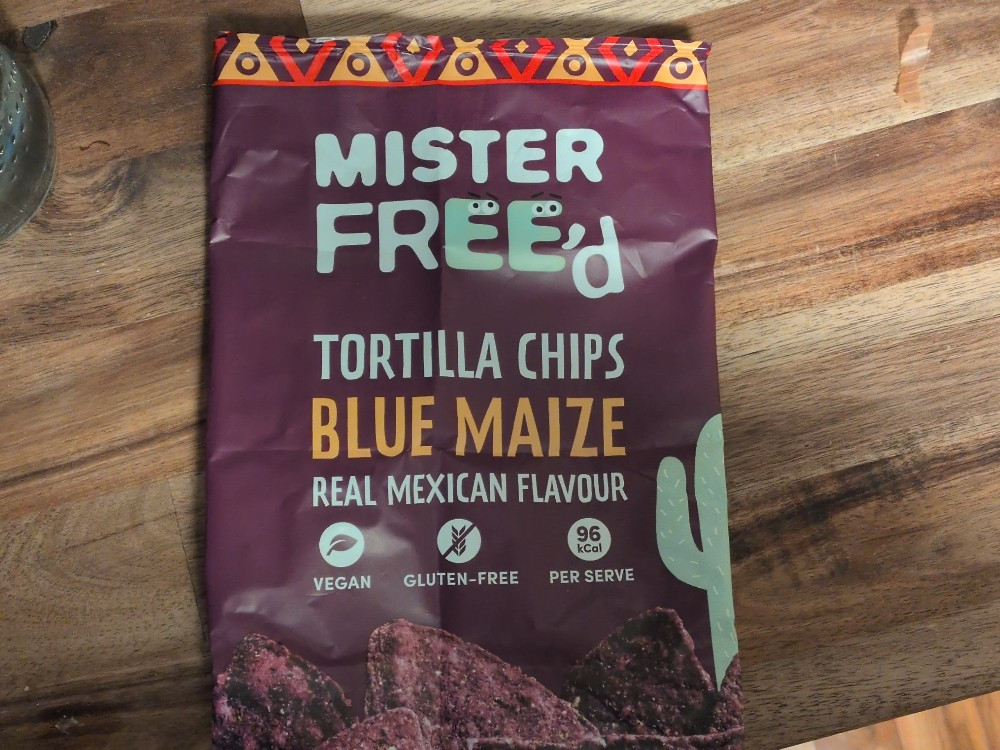 MISTER
FREE'd
TORTILLA CHIPS
BLUE MAIZE
REAL MEXICAN FLAVOUR
96
kCal
VEGAN GLUTEN-FREE PER SERVE